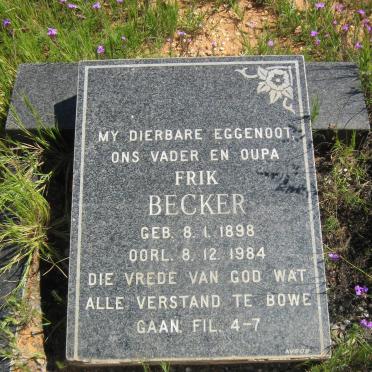 MY DIERBARE EGGENOOT
ONS VADER EN OUPA
FRIK
BECKER
GEB. 8. 1. 1898
OORL. 8. 12. 1984
DIE VREDE VAN GOD WAT
ALLE VERSTAND TE BOWE
GAAN. FIL. 4-7